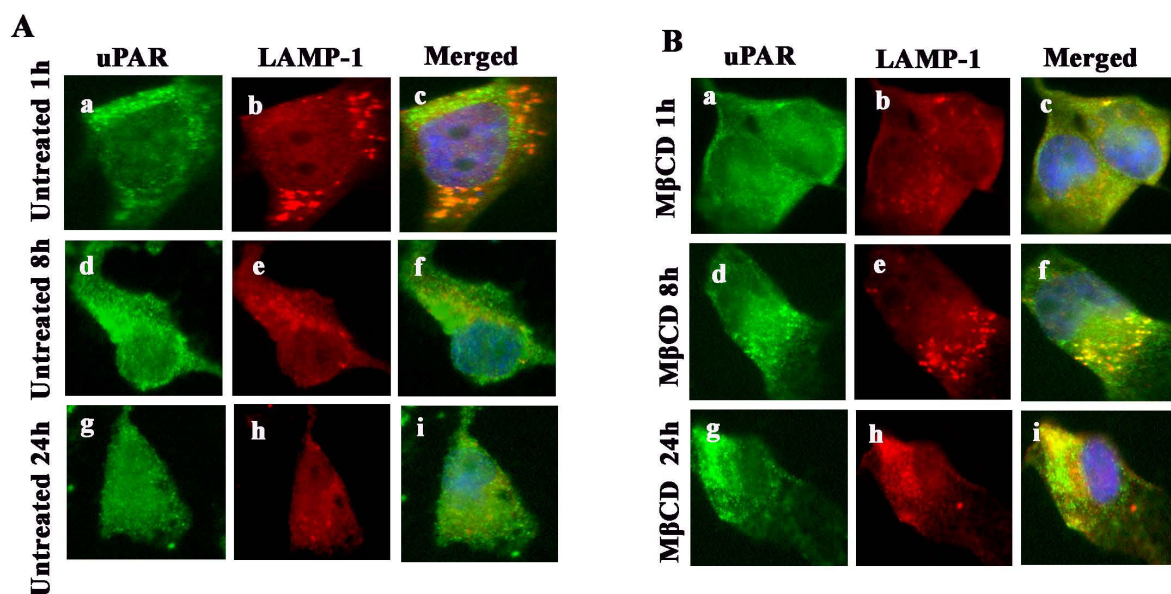 A
uPAR LAMP-1 Merged
Untreated 1h
a b c
Untreated 8h
d e f
Untreated 24h
g h i
B
uPAR LAMP-1 Merged
MβCD 1h
a b c
MβCD 8h
d e f
MβCD 24h
g h i